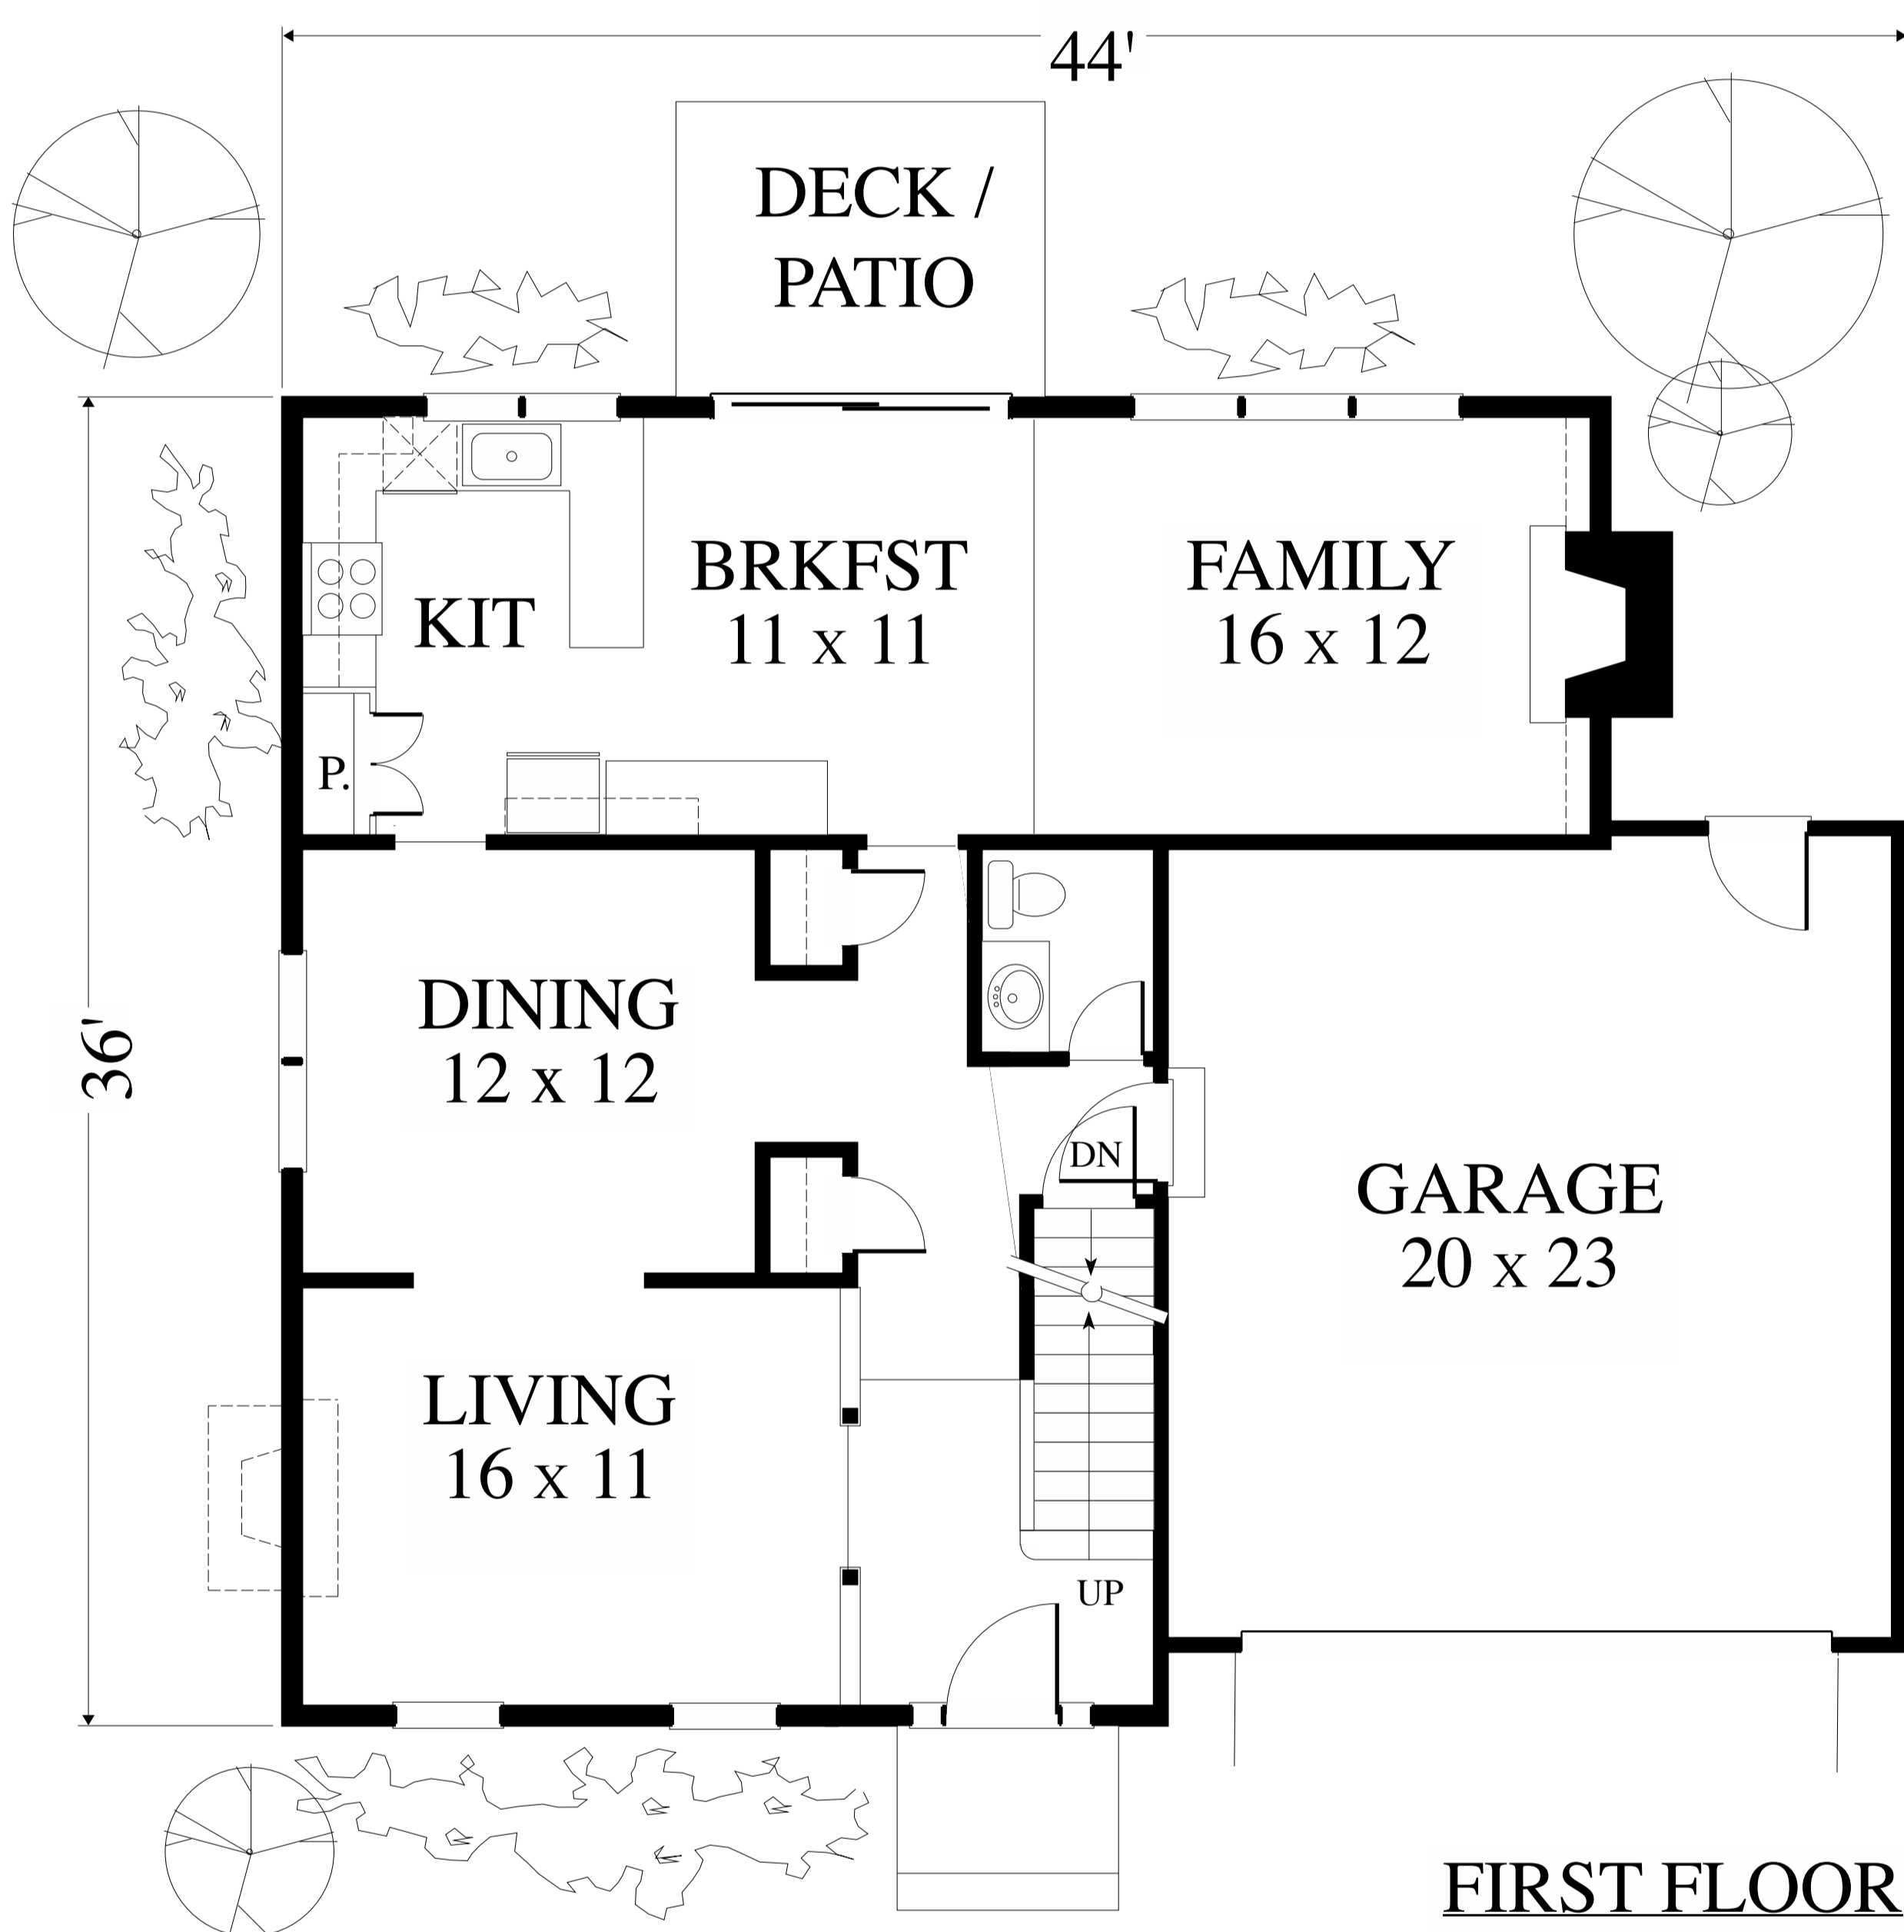 44'
DECK /
PATIO
BRKFST
11 x 11
FAMILY
16 x 12
KIT
P.
36'
DINING
12 x 12
DN
GARAGE
20 x 23
LIVING
16 x 11
UP
FIRST FLOOR